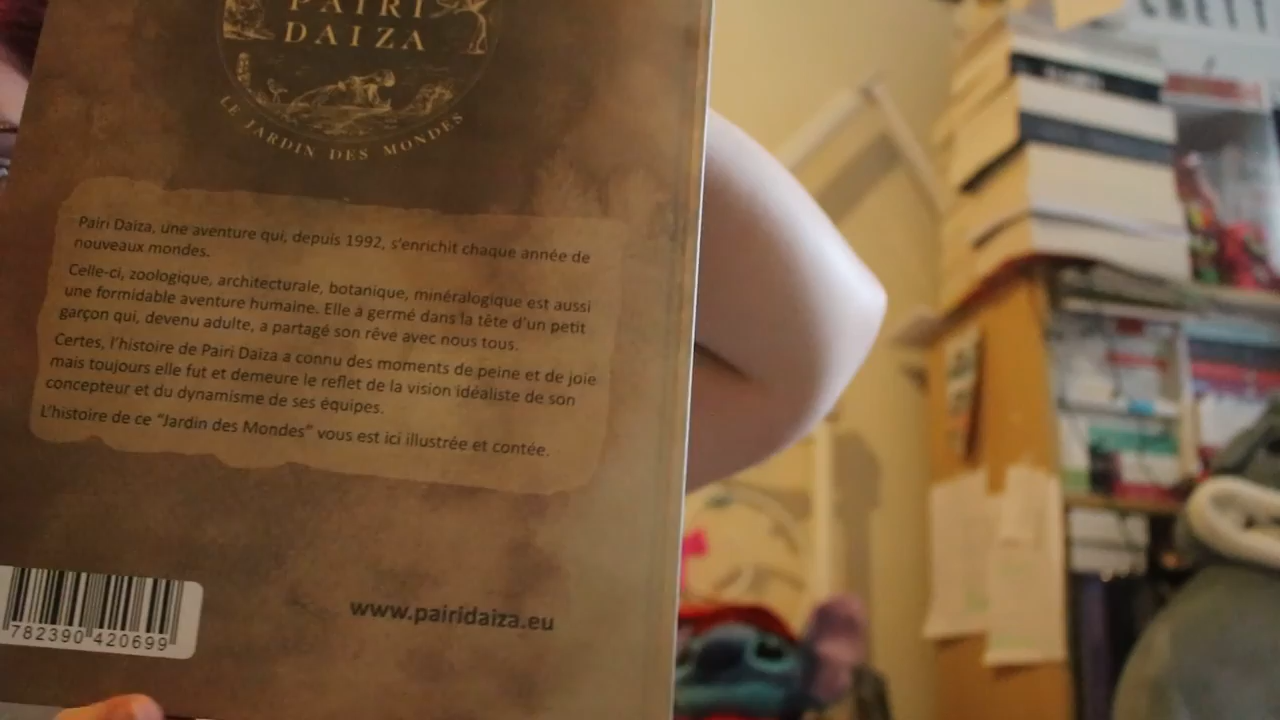 PAIRI
DAIZA
LE JARDIN DES MONDES
Pairi Daiza, une aventure qui, depuis 1992, s'enrichit chaque année de
nouveaux mondes.
Celle-ci, zoologique, architecturale, botanique, minéralogique est aussi
une formidable aventure humaine. Elle a germé dans la tête d'un petit
garçon qui, devenu adulte, a partagé son rêve avec nous tous.
Certes, l'histoire de Pairi Daiza a connu des moments de peine et de joie
mais toujours elle fut et demeure le reflet de la vision idéaliste de son
concepteur et du dynamisme de ses équipes.
L'histoire de ce "Jardin des Mondes" vous est ici illustrée et contée.
782390 420699
www.pairidaiza.eu